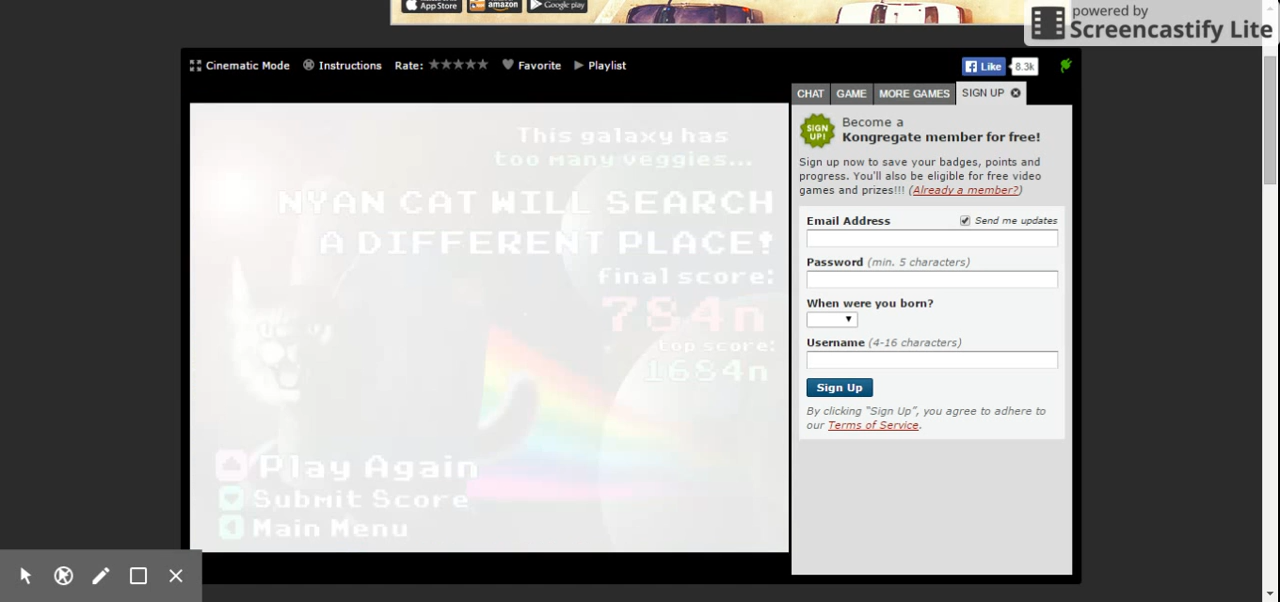 App Store
amazon
Google play
powered by
Screencastify Lite
Cinematic Mode
Instructions
Rate:
Favorite
Playlist
Like
8.3k
CHAT
GAME
MORE GAMES
SIGN UP
SIGN
UP!
Become a
Kongregate member for free!
Sign up now to save your badges, points and
progress. You'll also be eligible for free video
games and prizes!!! (Already a member?)
Email Address
Send me updates
Password (min. 5 characters)
When were you born?
Username (4-16 characters)
Sign Up
By clicking "Sign Up", you agree to adhere to
our Terms of Service.
This galaxy has
too many veggies...
NYAN CAT WILL SEARCH
A DIFFERENT PLACE!
final score:
784n
top score:
1684n
Play Again
Submit Score
Main Menu